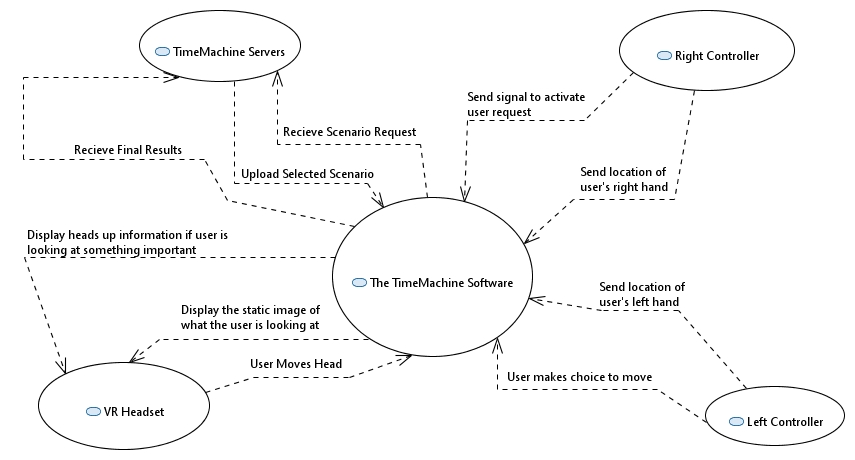 TimeMachine Servers
Right Controller
Send signal to activate
user request
Recieve Scenario Request
Recieve Final Results
Upload Selected Scenario
Send location of
user's right hand
Display heads up information if user is
looking at something important
The TimeMachine Software
Send location of
user's left hand
Display the static image of
what the user is looking at
User Moves Head
User makes choice to move
VR Headset
Left Controller